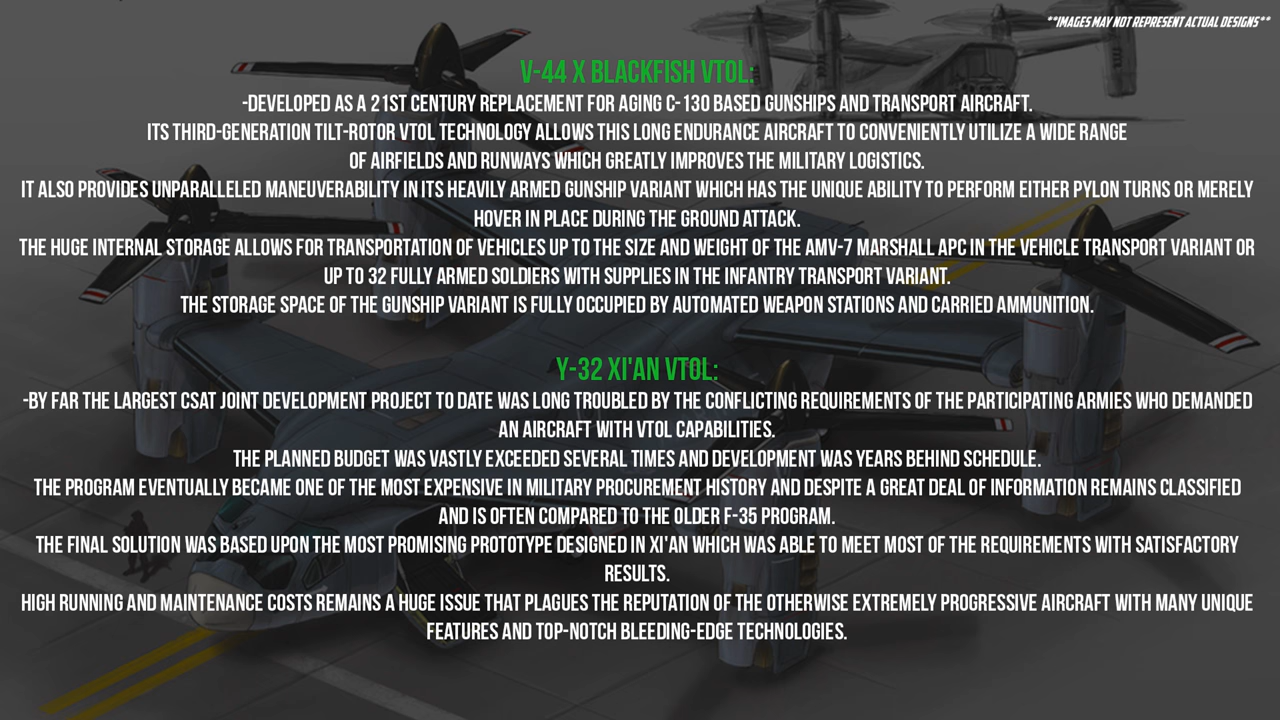 **IMAGES MAY NOT REPRESENT ACTUAL DESIGNS**
V-44 X BLACKFISH VTOL:
-DEVELOPED AS A 21ST CENTURY REPLACEMENT FOR AGING C-130 BASED GUNSHIPS AND TRANSPORT AIRCRAFT.
ITS THIRD-GENERATION TILT-ROTOR VTOL TECHNOLOGY ALLOWS THIS LONG ENDURANCE AIRCRAFT TO CONVENIENTLY UTILIZE A WIDE RANGE
OF AIRFIELDS AND RUNWAYS WHICH GREATLY IMPROVES THE MILITARY LOGISTICS.
IT ALSO PROVIDES UNPARALLELED MANEUVERABILITY IN ITS HEAVILY ARMED GUNSHIP VARIANT WHICH HAS THE UNIQUE ABILITY TO PERFORM EITHER PYLON TURNS OR MERELY
HOVER IN PLACE DURING THE GROUND ATTACK.
THE HUGE INTERNAL STORAGE ALLOWS FOR TRANSPORTATION OF VEHICLES UP TO THE SIZE AND WEIGHT OF THE AMV-7 MARSHALL APC IN THE VEHICLE TRANSPORT VARIANT OR
UP TO 32 FULLY ARMED SOLDIERS WITH SUPPLIES IN THE INFANTRY TRANSPORT VARIANT.
THE STORAGE SPACE OF THE GUNSHIP VARIANT IS FULLY OCCUPIED BY AUTOMATED WEAPON STATIONS AND CARRIED AMMUNITION.
Y-32 XI'AN VTOL:
-BY FAR THE LARGEST CSAT JOINT DEVELOPMENT PROJECT TO DATE WAS LONG TROUBLED BY THE CONFLICTING REQUIREMENTS OF THE PARTICIPATING ARMIES WHO DEMANDED
AN AIRCRAFT WITH VTOL CAPABILITIES.
THE PLANNED BUDGET WAS VASTLY EXCEEDED SEVERAL TIMES AND DEVELOPMENT WAS YEARS BEHIND SCHEDULE.
THE PROGRAM EVENTUALLY BECAME ONE OF THE MOST EXPENSIVE IN MILITARY PROCUREMENT HISTORY AND DESPITE A GREAT DEAL OF INFORMATION REMAINS CLASSIFIED
AND IS OFTEN COMPARED TO THE OLDER F-35 PROGRAM.
THE FINAL SOLUTION WAS BASED UPON THE MOST PROMISING PROTOTYPE DESIGNED IN XI'AN WHICH WAS ABLE TO MEET MOST OF THE REQUIREMENTS WITH SATISFACTORY
RESULTS.
HIGH RUNNING AND MAINTENANCE COSTS REMAINS A HUGE ISSUE THAT PLAGUES THE REPUTATION OF THE OTHERWISE EXTREMELY PROGRESSIVE AIRCRAFT WITH MANY UNIQUE
FEATURES AND TOP-NOTCH BLEEDING-EDGE TECHNOLOGIES.